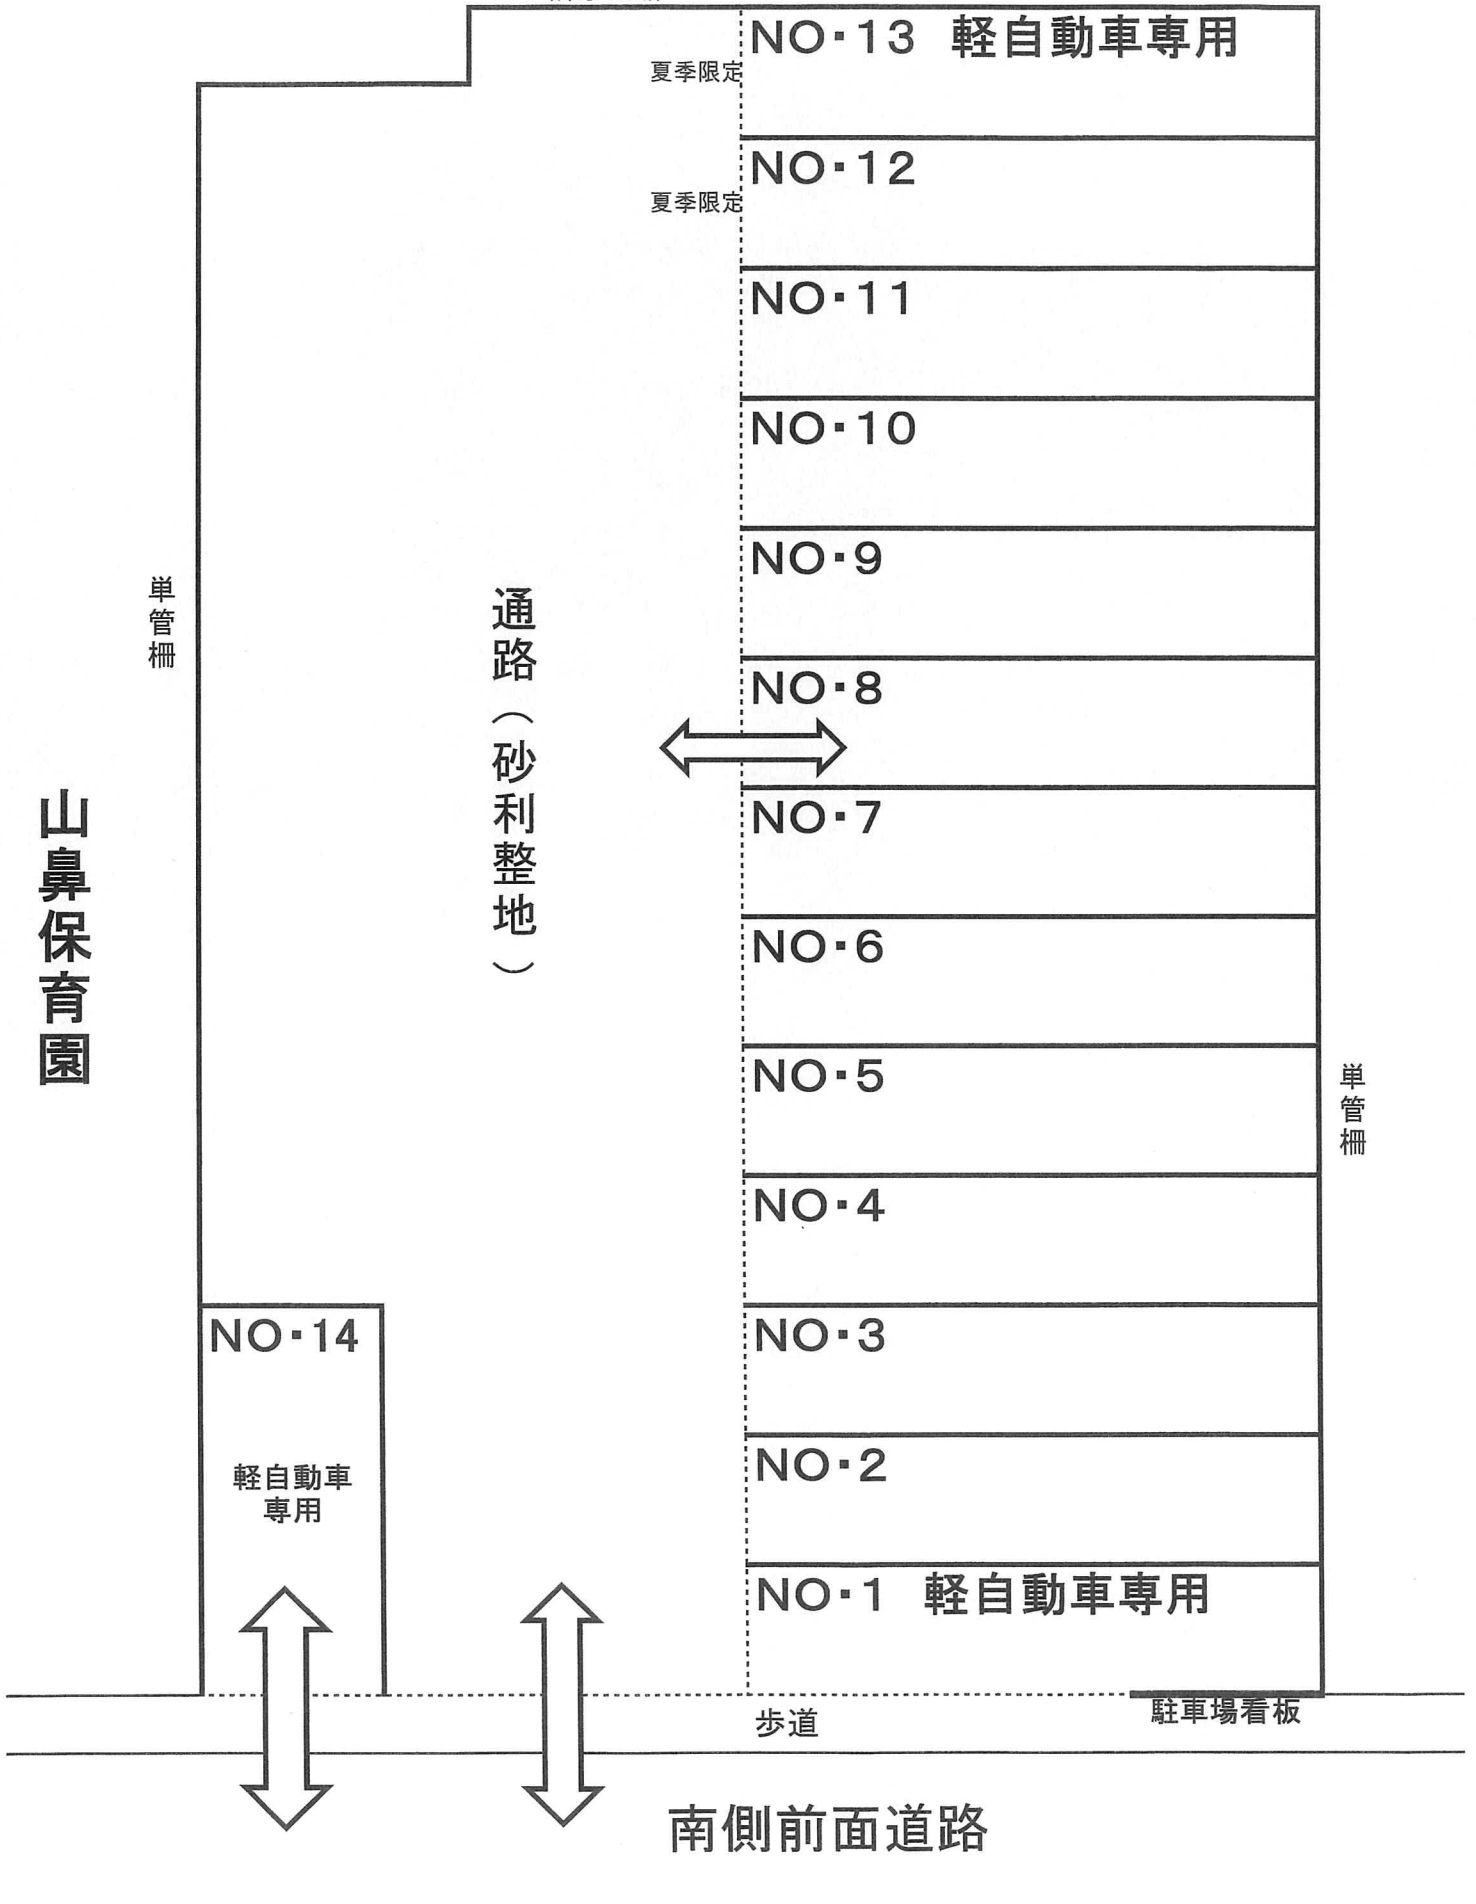 NO・13 軽自動車専用
夏季限定
NO・12
夏季限定
NO・11
NO・10
NO・9
単管柵
通路（砂利整地）
NO・8
山鼻保育園
NO・7
NO・6
NO・5
単管柵
NO・4
NO・3
NO・14
軽自動車
専用
NO・2
NO・1 軽自動車専用
歩道
駐車場看板
南側前面道路